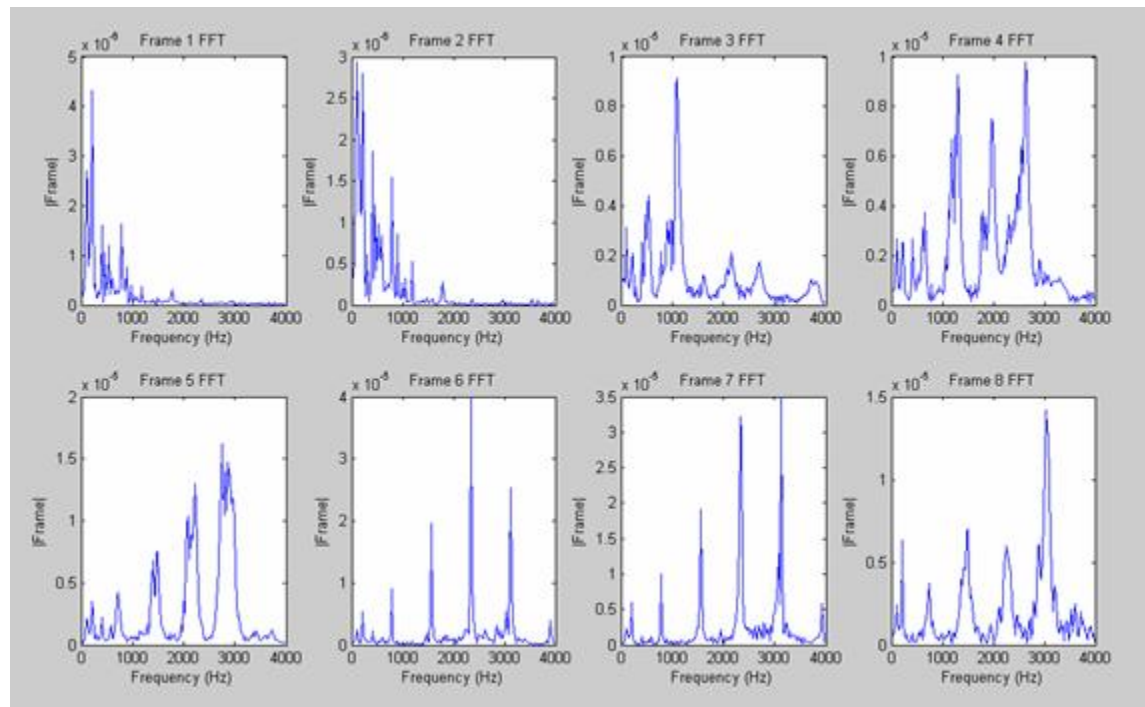 x 10⁻⁶ Frame 1 FFT
5
4
3
2
1
0
|Frame|
0 1000 2000 3000 4000
Frequency (Hz)
x 10⁻⁶ Frame 2 FFT
3
2.5
2
1.5
1
0.5
0
|Frame|
0 1000 2000 3000 4000
Frequency (Hz)
x 10⁻⁵ Frame 3 FFT
1
0.8
0.6
0.4
0.2
0
|Frame|
0 1000 2000 3000 4000
Frequency (Hz)
x 10⁻⁵ Frame 4 FFT
1
0.8
0.6
0.4
0.2
0
|Frame|
0 1000 2000 3000 4000
Frequency (Hz)
x 10⁻⁵ Frame 5 FFT
2
1.5
1
0.5
0
|Frame|
0 1000 2000 3000 4000
Frequency (Hz)
x 10⁻⁵ Frame 6 FFT
4
3
2
1
0
|Frame|
0 1000 2000 3000 4000
Frequency (Hz)
x 10⁻⁵ Frame 7 FFT
3.5
3
2.5
2
1.5
1
0.5
0
|Frame|
0 1000 2000 3000 4000
Frequency (Hz)
x 10⁻⁵ Frame 8 FFT
1.5
1
0.5
0
|Frame|
0 1000 2000 3000 4000
Frequency (Hz)